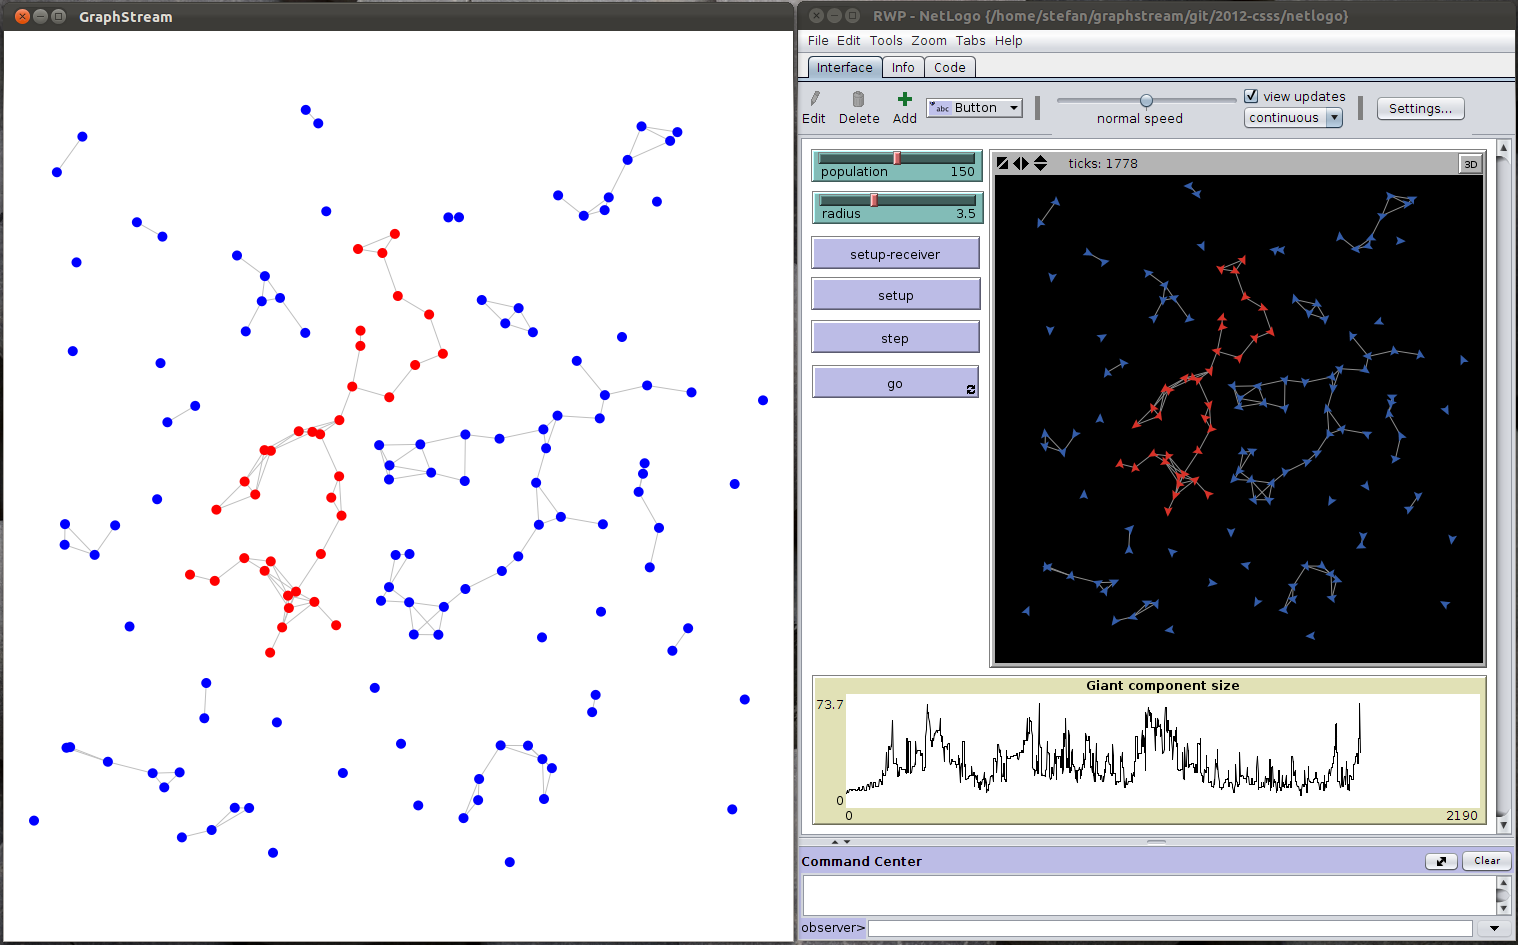 GraphStream
RWP - NetLogo {/home/stefan/graphstream/git/2012-csss/netlogo}
File Edit Tools Zoom Tabs Help
Interface Info Code
Edit Delete Add abc Button normal speed view updates continuous Settings...
population 150
radius 3.5
setup-receiver
setup
step
go
ticks: 1778 3D
Giant component size
73.7
0
0 2190
Command Center Clear
observer>